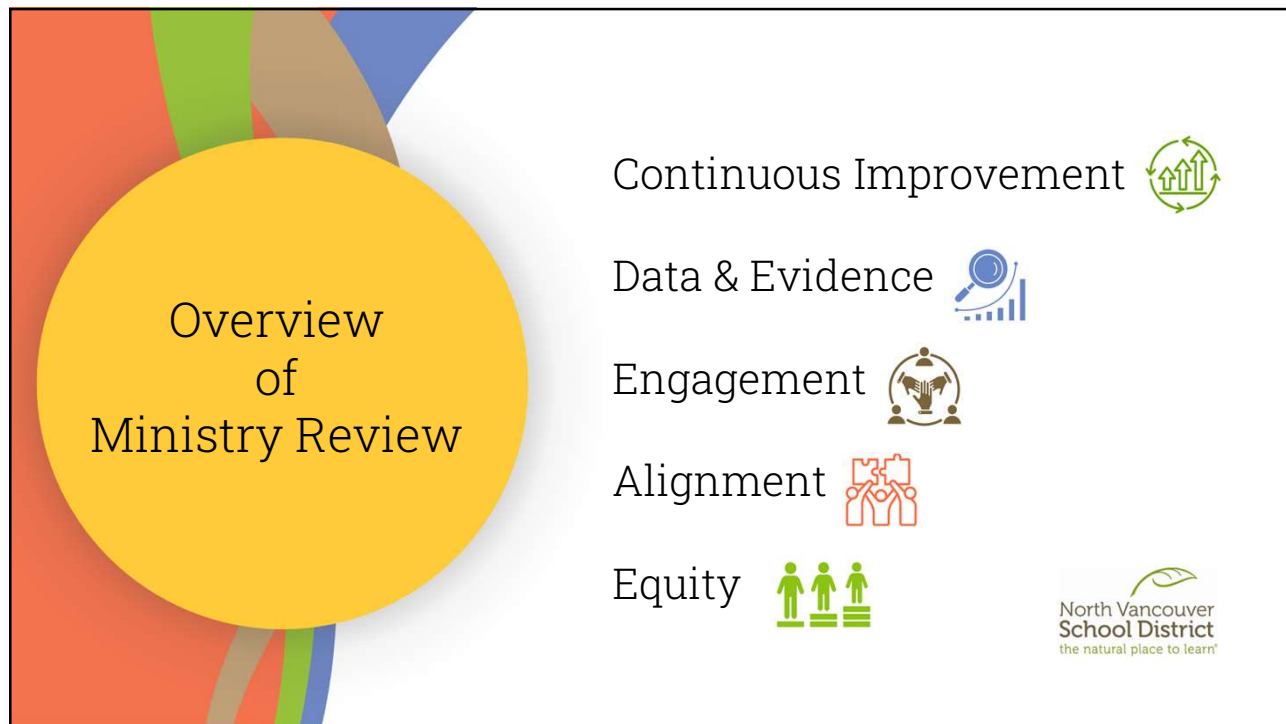 Overview
of
Ministry Review
Continuous Improvement
Data & Evidence
Engagement
Alignment
Equity
North Vancouver
School District
the natural place to learn®